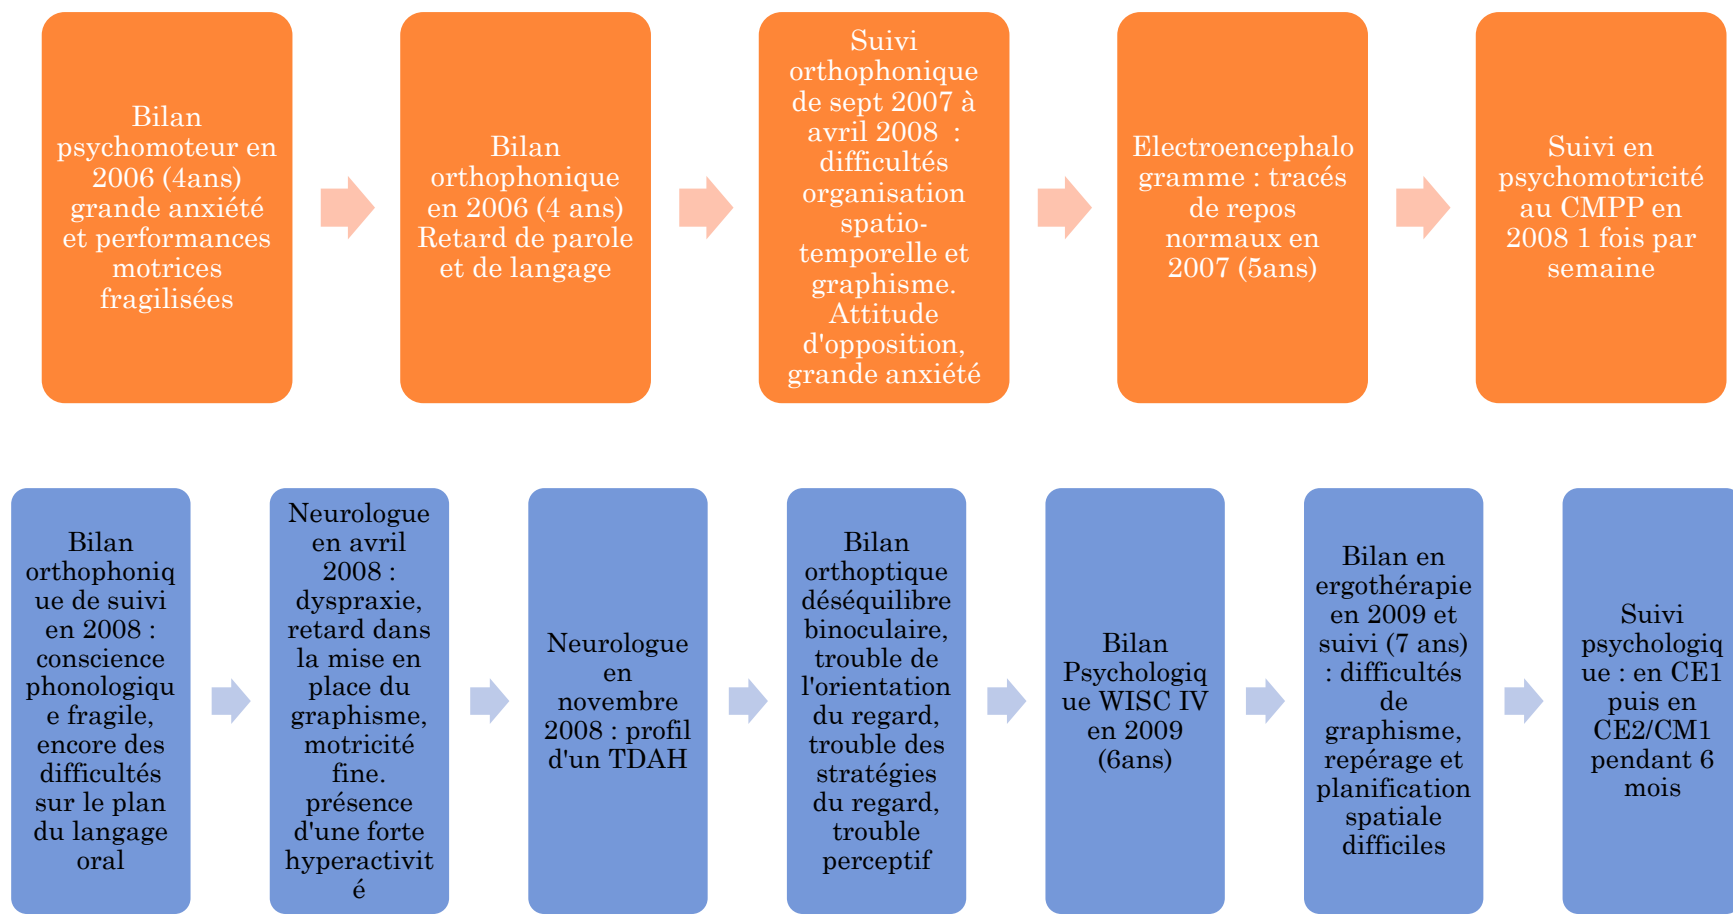 Bilan
psychomoteur en
2006 (4ans)
grande anxiété
et performances
motrices
fragilisées
Bilan
orthophonique
en 2006 (4 ans)
Retard de parole
et de langage
Suivi
orthophonique
de sept 2007 à
avril 2008 :
difficultés
organisation
spatio-
temporelle et
graphisme.
Attitude
d'opposition,
grande anxiété
Electroencephalo
gramme : tracés
de repos
normaux en
2007 (5ans)
Suivi en
psychomotricité
au CMPP en
2008 1 fois par
semaine
Bilan
orthophoniq
ue de suivi
en 2008 :
conscience
phonologiqu
e fragile,
encore des
difficultés
sur le plan
du langage
oral
Neurologue
en avril
2008 :
dyspraxie,
retard dans
la mise en
place du
graphisme,
motricité
fine.
présence
d'une forte
hyperactivit
é
Neurologue
en
novembre
2008 : profil
d'un TDAH
Bilan
orthoptique
déséquilibre
binoculaire,
trouble de
l'orientation
du regard,
trouble des
stratégies
du regard,
trouble
perceptif
Bilan
Psychologiq
ue WISC IV
en 2009
(6ans)
Bilan en
ergothérapie
en 2009 et
suivi (7 ans)
: difficultés
de
graphisme,
repérage et
planification
spatiale
difficiles
Suivi
psychologiq
ue : en CE1
puis en
CE2/CM1
pendant 6
mois